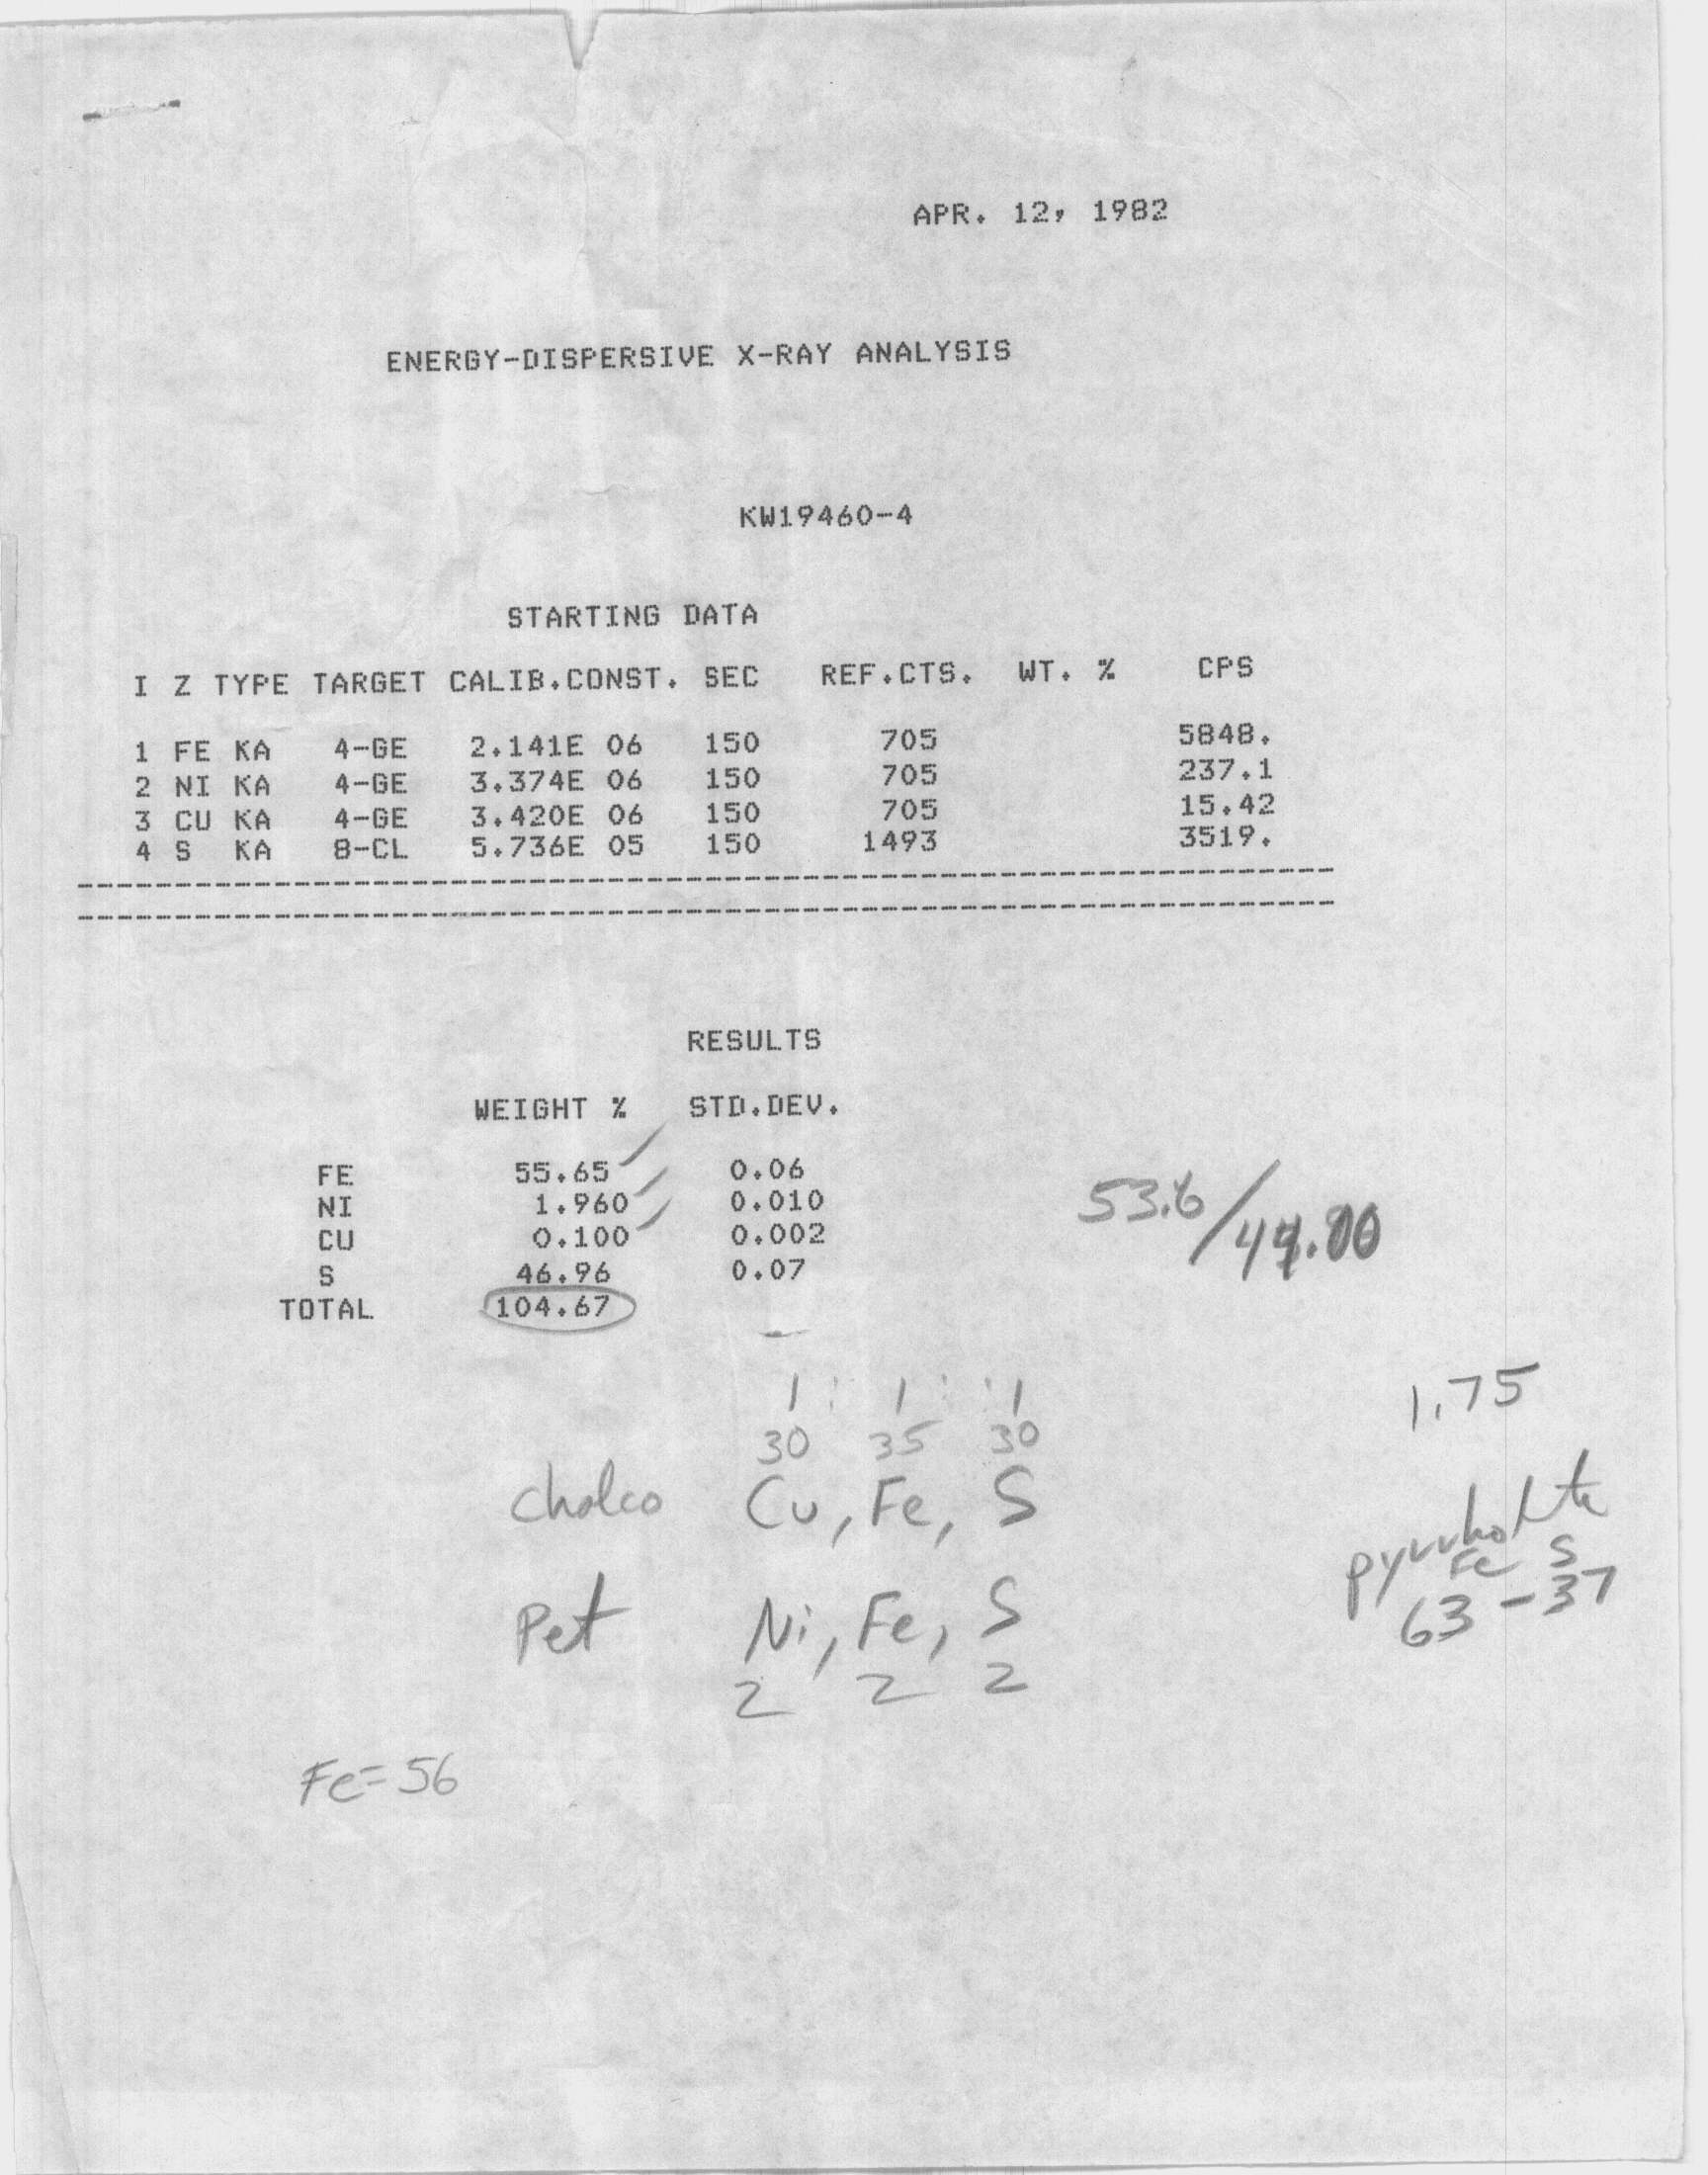 APR. 12, 1982
ENERGY-DISPERSIVE X-RAY ANALYSIS
KW19460-4
STARTING DATA
I Z TYPE TARGET CALIB.CONST. SEC REF.CTS. WT. % CPS
1 FE KA 4-GE 2.141E 06 150 705 5848.
2 NI KA 4-GE 3.374E 06 150 705 237.1
3 CU KA 4-GE 3.420E 06 150 705 15.42
4 S KA 8-CL 5.736E 05 150 1493 3519.
RESULTS
WEIGHT % STD.DEV.
FE 55.65 0.06
NI 1.960 0.010
CU 0.100 0.002
S 46.96 0.07
TOTAL 104.67
53.6/
1 : 1 : 1
1.75
30 35 30
chalco Cu, Fe, S
pyrrhotite
Fe S
63-37
Pet Ni, Fe, S
2 2 2
Fe=56